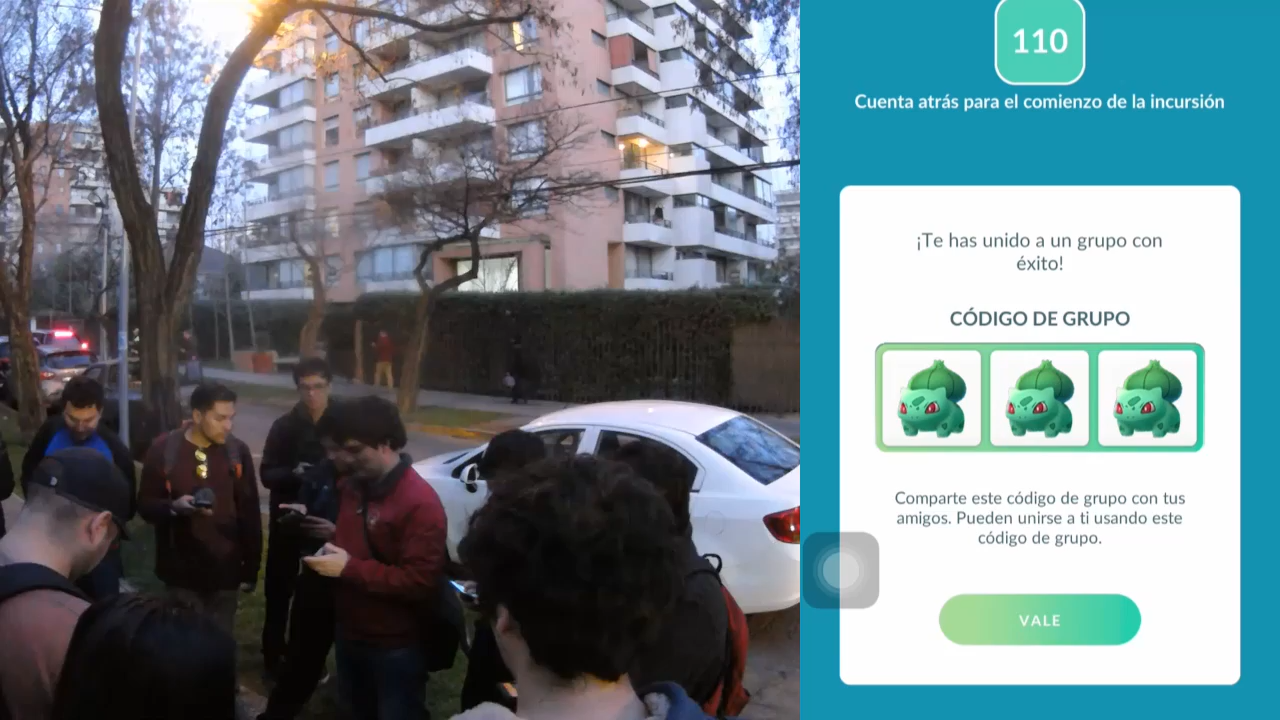 110
Cuenta atrás para el comienzo de la incursión
¡Te has unido a un grupo con
éxito!
CÓDIGO DE GRUPO
Comparte este código de grupo con tus
amigos. Pueden unirse a ti usando este
código de grupo.
VALE